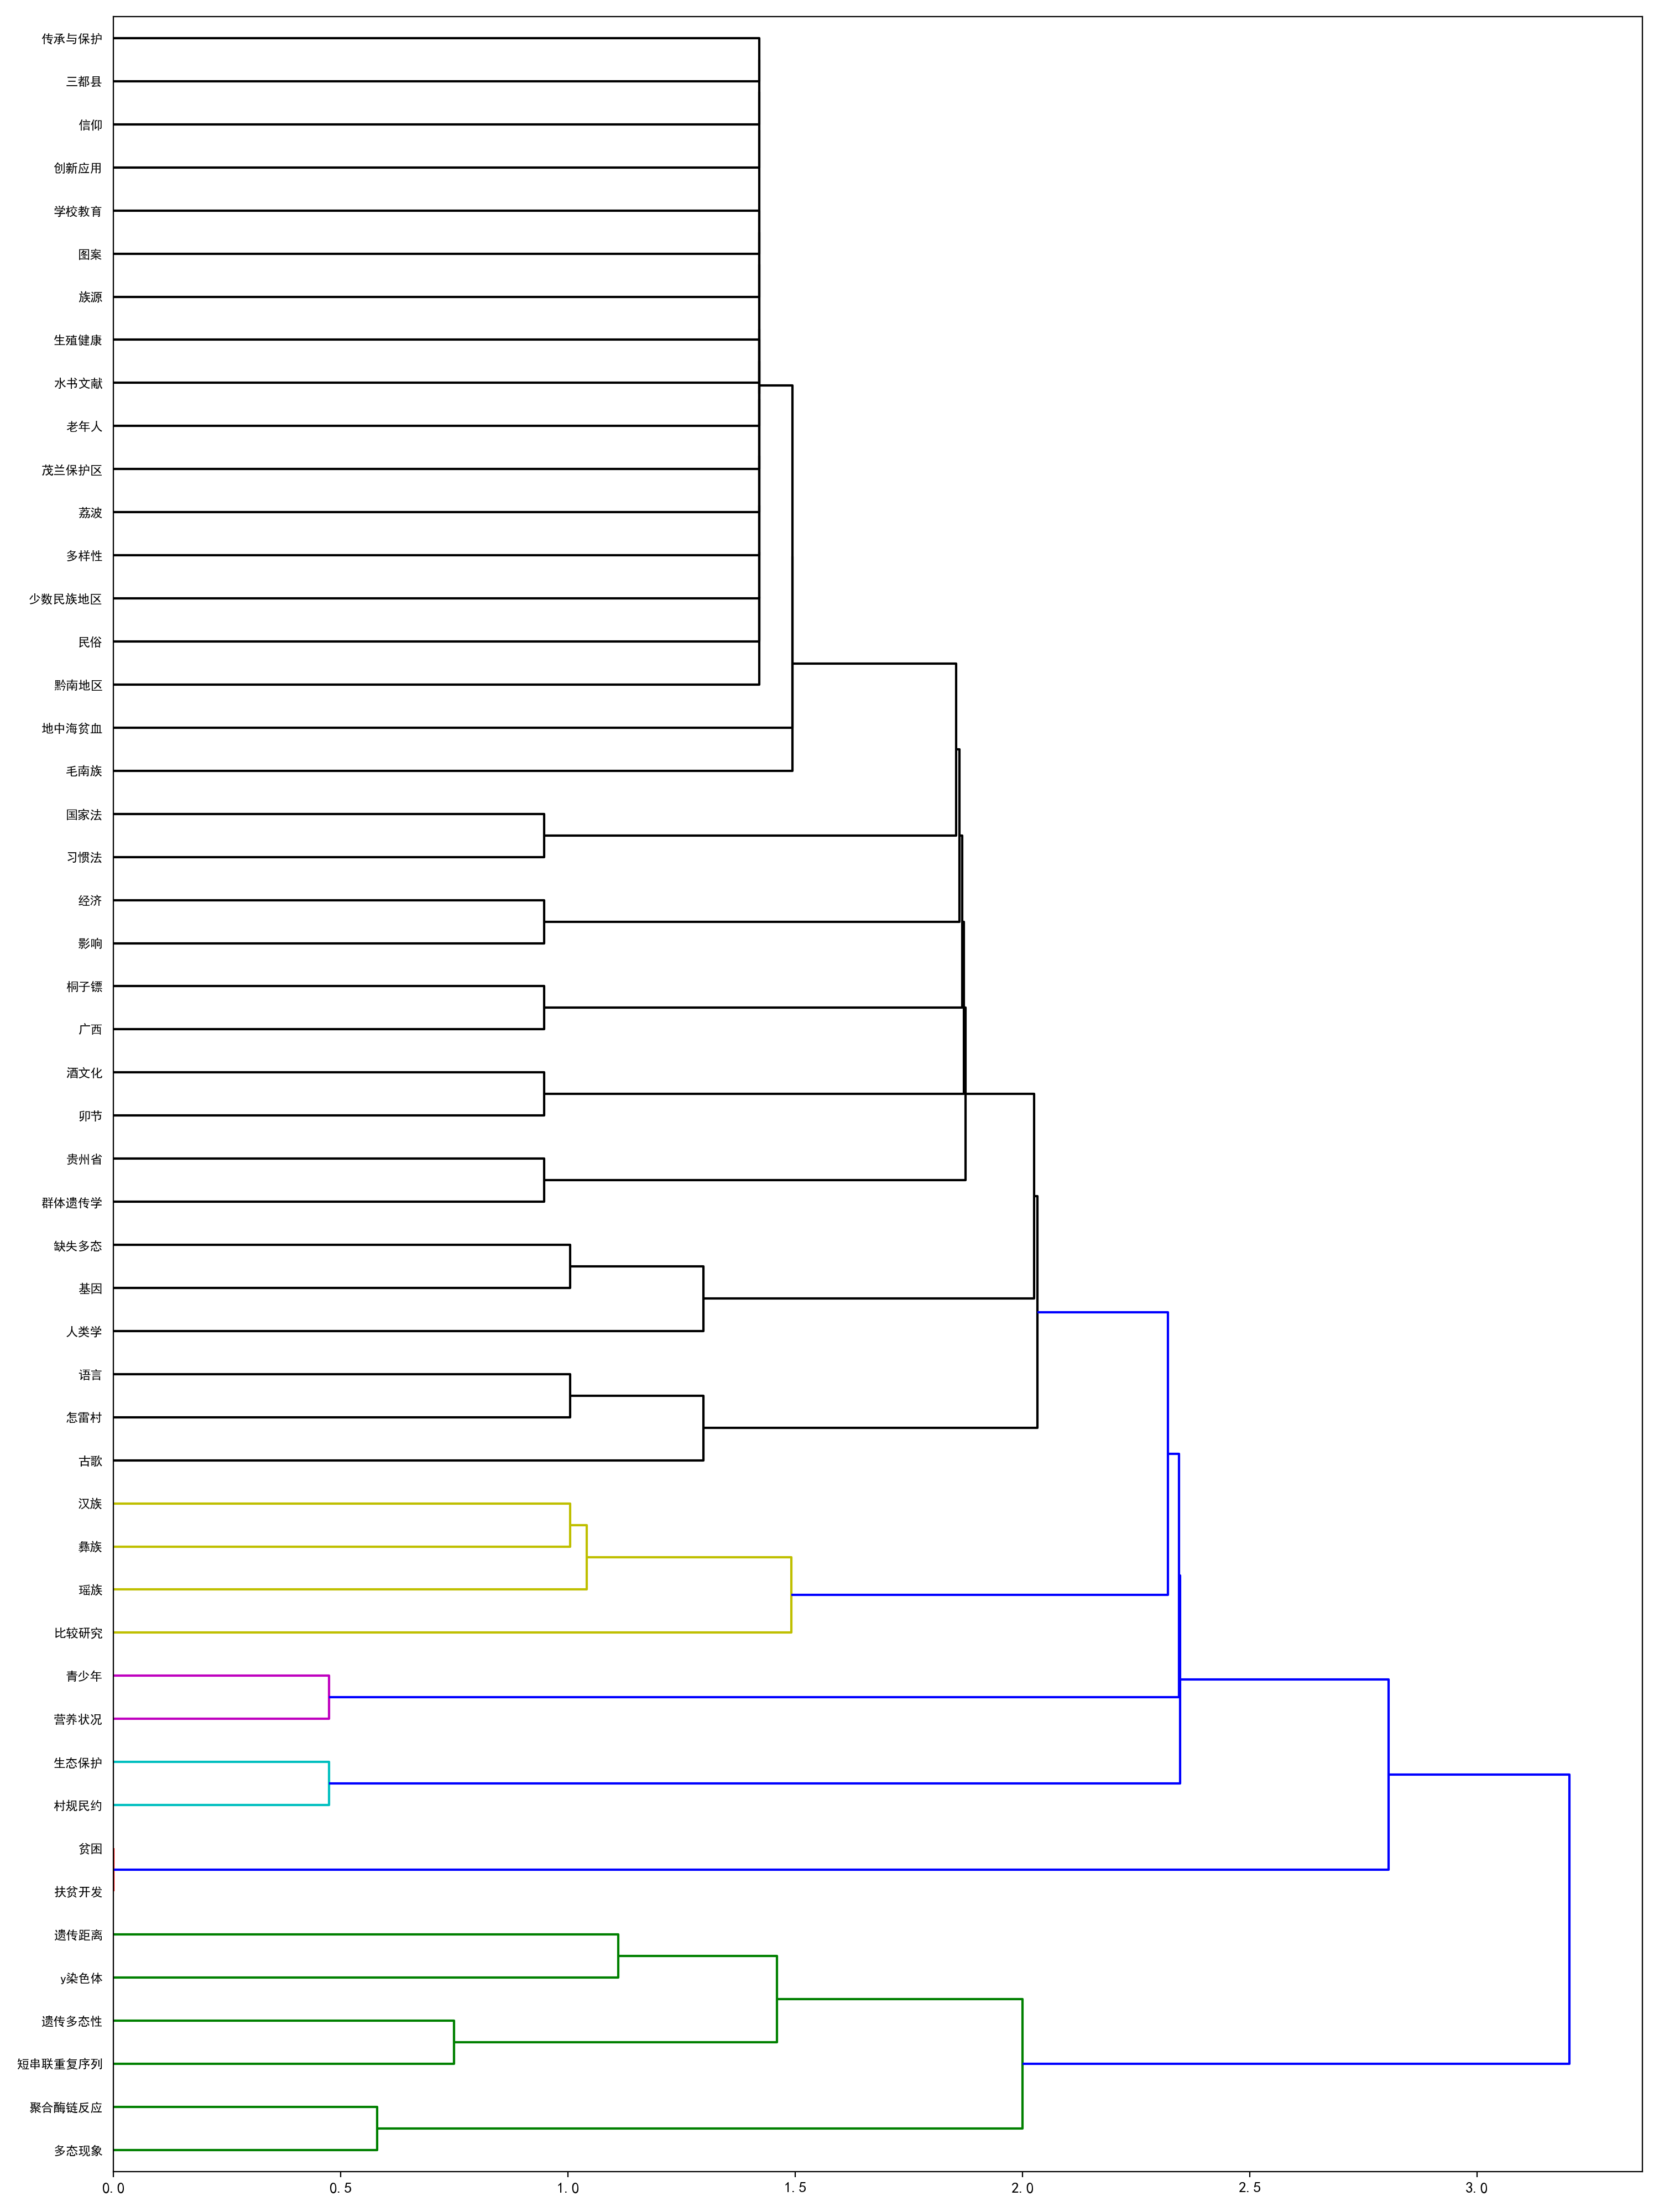 传承与保护
三都县
信仰
创新应用
学校教育
图案
族源
生殖健康
水书文献
老年人
茂兰保护区
荔波
多样性
少数民族地区
民俗
黔南地区
地中海贫血
毛南族
国家法
习惯法
经济
影响
桐子镖
广西
酒文化
卯节
贵州省
群体遗传学
缺失多态
基因
人类学
语言
怎雷村
古歌
汉族
彝族
瑶族
比较研究
青少年
营养状况
生态保护
村规民约
贫困
扶贫开发
遗传距离
y染色体
遗传多态性
短串联重复序列
聚合酶链反应
多态现象
0.0 0.5 1.0 1.5 2.0 2.5 3.0